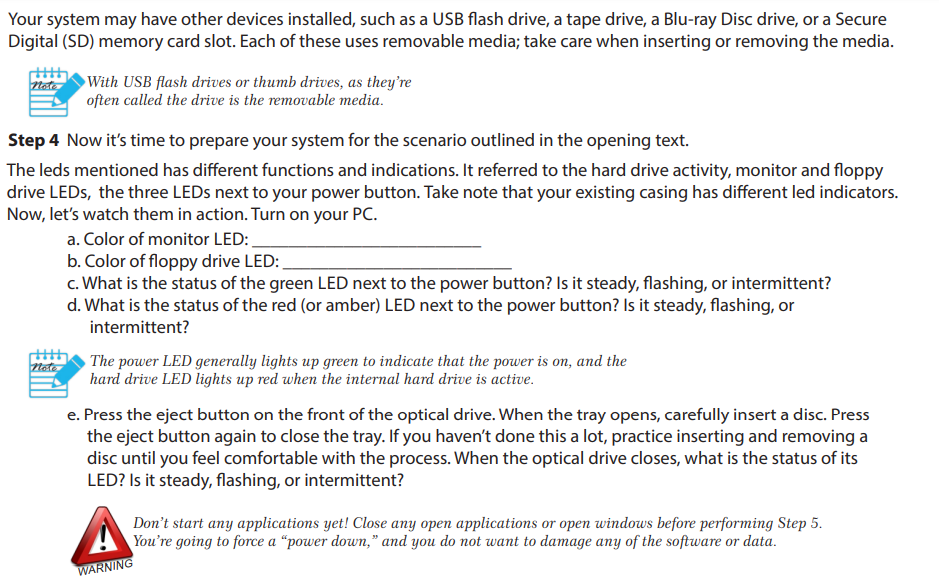 Your system may have other devices installed, such as a USB flash drive, a tape drive, a Blu-ray Disc drive, or a Secure
Digital (SD) memory card slot. Each of these uses removable media; take care when inserting or removing the media.
Note
With USB flash drives or thumb drives, as they're
often called the drive is the removable media.
Step 4 Now it's time to prepare your system for the scenario outlined in the opening text.
The leds mentioned has different functions and indications. It referred to the hard drive activity, monitor and floppy
drive LEDs, the three LEDs next to your power button. Take note that your existing casing has different led indicators.
Now, let's watch them in action. Turn on your PC.
a. Color of monitor LED: ____________________________
b. Color of floppy drive LED: ____________________________
c. What is the status of the green LED next to the power button? Is it steady, flashing, or intermittent?
d. What is the status of the red (or amber) LED next to the power button? Is it steady, flashing, or
intermittent?
Note
The power LED generally lights up green to indicate that the power is on, and the
hard drive LED lights up red when the internal hard drive is active.
e. Press the eject button on the front of the optical drive. When the tray opens, carefully insert a disc. Press
the eject button again to close the tray. If you haven't done this a lot, practice inserting and removing a
disc until you feel comfortable with the process. When the optical drive closes, what is the status of its
LED? Is it steady, flashing, or intermittent?
Don't start any applications yet! Close any open applications or open windows before performing Step 5.
You're going to force a "power down," and you do not want to damage any of the software or data.
WARNING